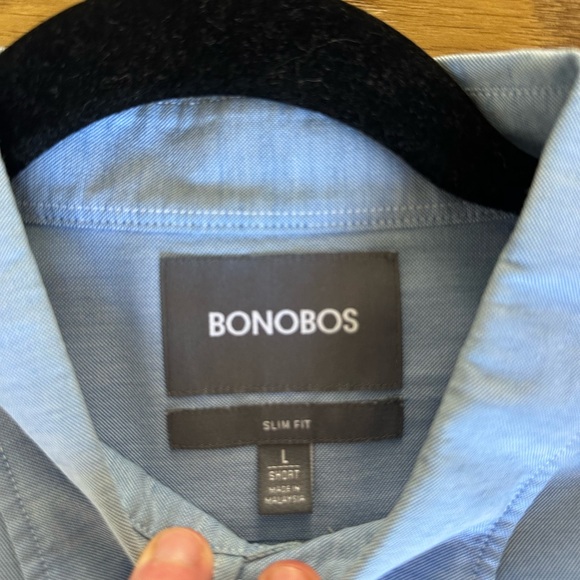 BONOBOS
SLIM FIT
L
SHORT
MADE IN
MALAYSIA